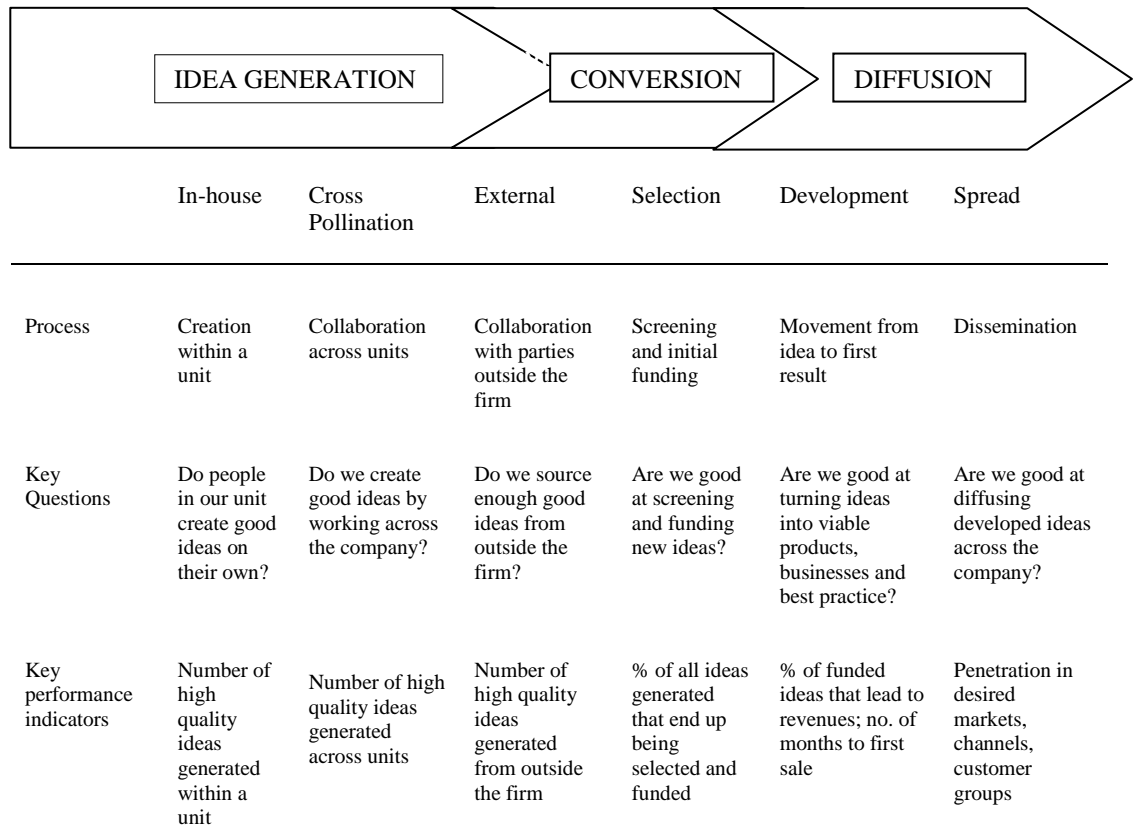 IDEA GENERATION
CONVERSION
DIFFUSION
In-house
Cross
Pollination
External
Selection
Development
Spread
Process
Creation
within a
unit
Collaboration
across units
Collaboration
with parties
outside the
firm
Screening
and initial
funding
Movement from
idea to first
result
Dissemination
Key
Questions
Do people
in our unit
create good
ideas on
their own?
Do we create
good ideas by
working across
the company?
Do we source
enough good
ideas from
outside the
firm?
Are we good
at screening
and funding
new ideas?
Are we good at
turning ideas
into viable
products,
businesses and
best practice?
Are we good at
diffusing
developed ideas
across the
company?
Key
performance
indicators
Number of
high
quality
ideas
generated
within a
unit
Number of high
quality ideas
generated
across units
Number of
high quality
ideas
generated
from outside
the firm
% of all ideas
generated
that end up
being
selected and
funded
% of funded
ideas that lead to
revenues; no. of
months to first
sale
Penetration in
desired
markets,
channels,
customer
groups